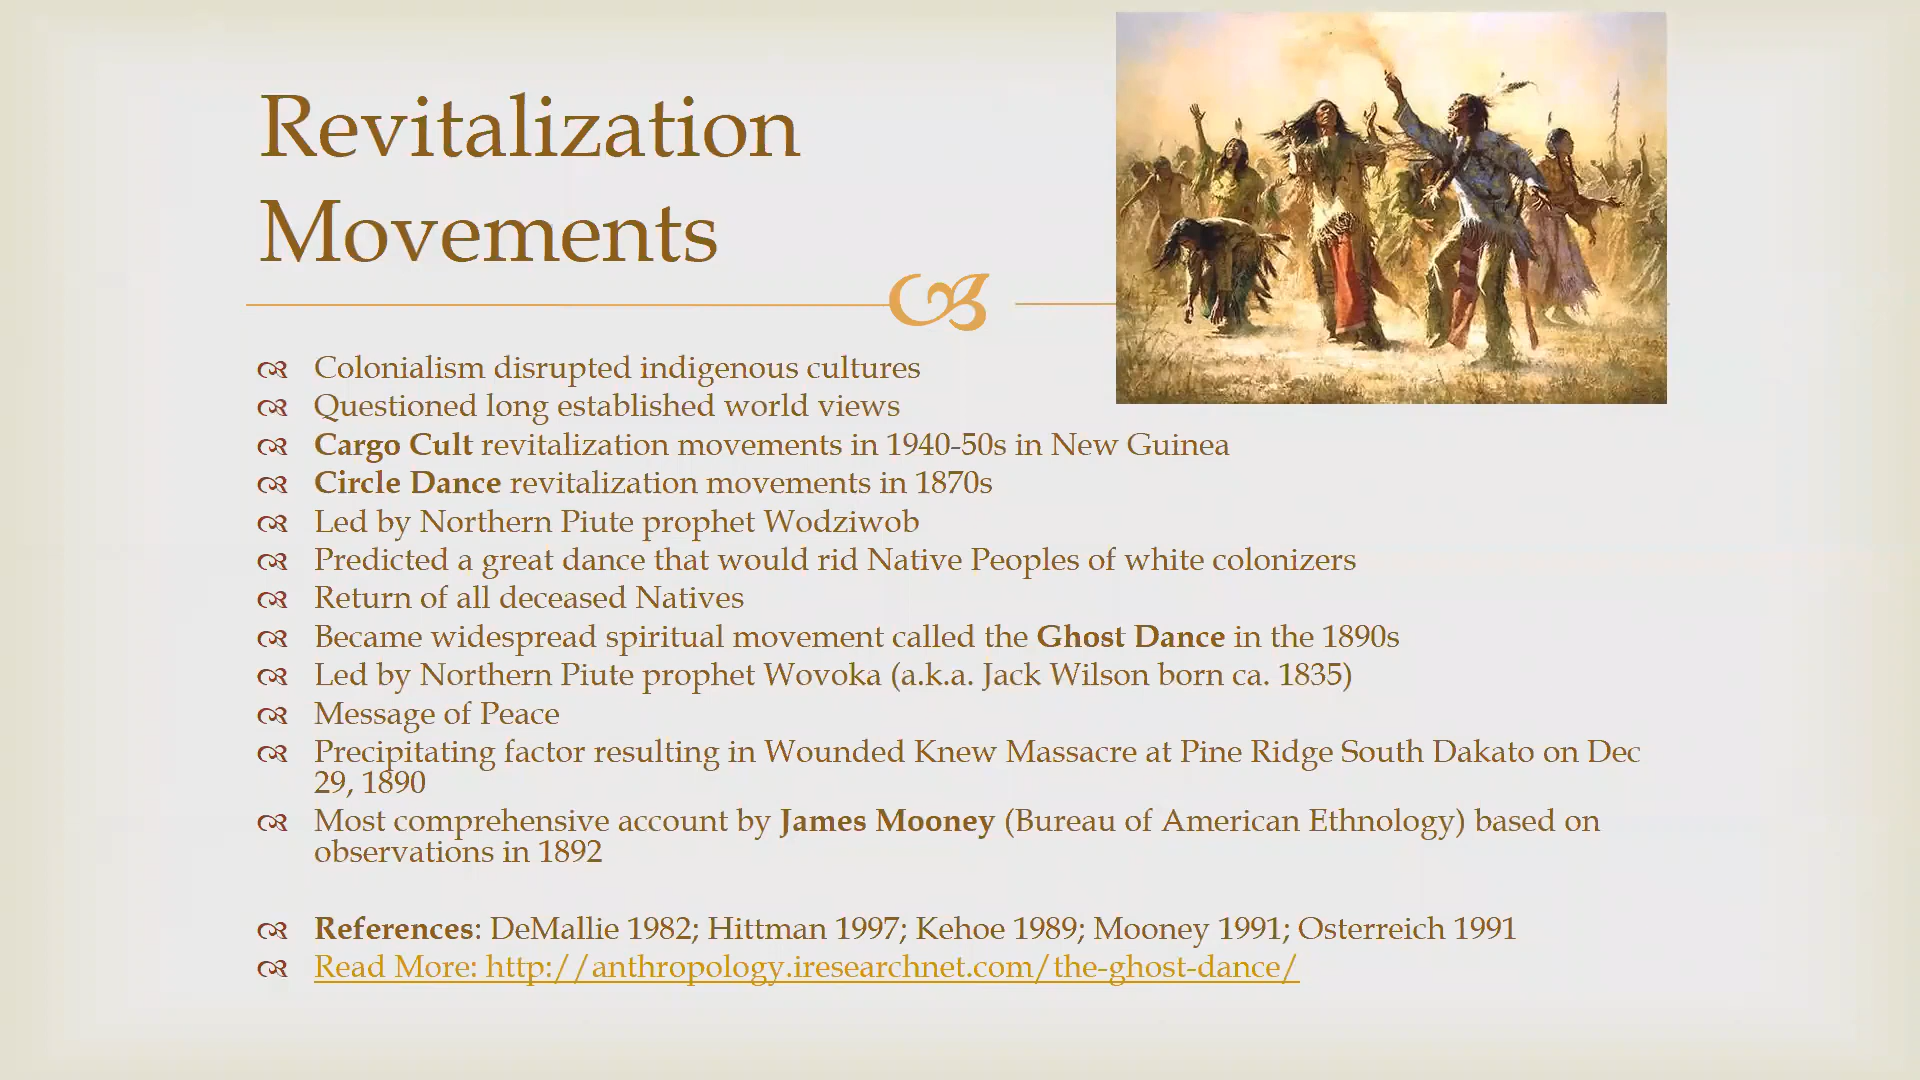 Revitalization
Movements
Colonialism disrupted indigenous cultures
Questioned long established world views
Cargo Cult revitalization movements in 1940-50s in New Guinea
Circle Dance revitalization movements in 1870s
Led by Northern Piute prophet Wodziwob
Predicted a great dance that would rid Native Peoples of white colonizers
Return of all deceased Natives
Became widespread spiritual movement called the Ghost Dance in the 1890s
Led by Northern Piute prophet Wovoka (a.k.a. Jack Wilson born ca. 1835)
Message of Peace
Precipitating factor resulting in Wounded Knew Massacre at Pine Ridge South Dakato on Dec
29, 1890
Most comprehensive account by James Mooney (Bureau of American Ethnology) based on
observations in 1892
References: DeMallie 1982; Hittman 1997; Kehoe 1989; Mooney 1991; Osterreich 1991
Read More: http://anthropology.iresearchnet.com/the-ghost-dance/